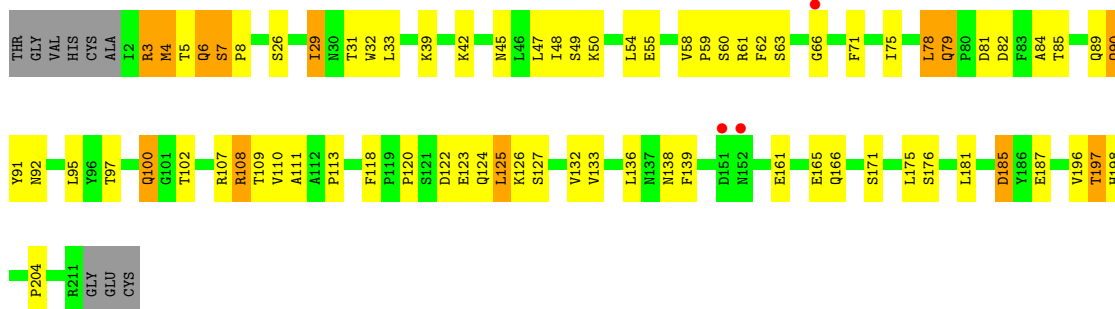 THR GLY VAL HIS CYS ALA I2 R3 M4 T5 Q6 S7 P8 S26 I29 N30 T31 W32 L33 K39 K42 N45 L46 L47 I48 S49 K50 L54 E55 V58 P59 S60 R61 F62 S63 G66 F71 I75 L78 Q79 P80 D81 D82 F83 A84 T85 Q89
Y91 N92 L95 Y96 T97 Q100 G101 T102 R107 R108 T109 V110 A111 A112 P113 F118 P119 P120 S121 D122 E123 Q124 L125 K126 S127 V132 V133 L136 N137 N138 F139 D151 N152 E161 E165 Q166 S171 L175 S176 L181 D185 Y186 E187 V196 T197 H198
P204 R211 GLY GLU CYS